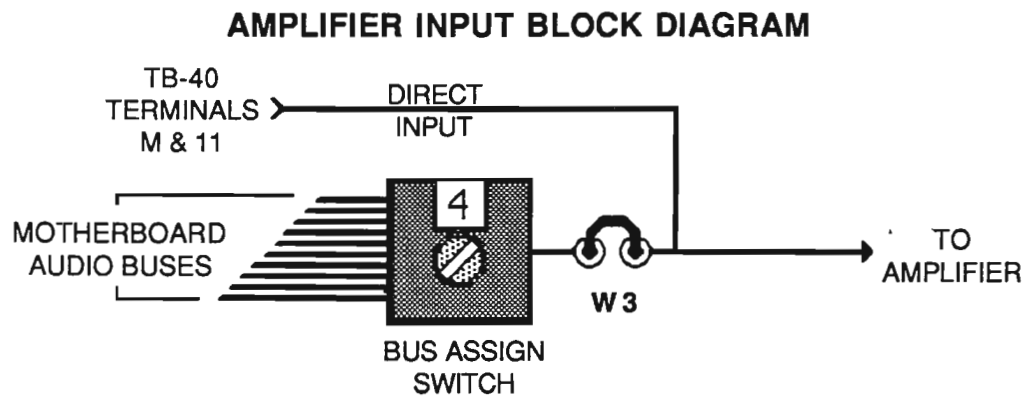 AMPLIFIER INPUT BLOCK DIAGRAM
TB-40
TERMINALS
M & 11
DIRECT
INPUT
4
MOTHERBOARD
AUDIO BUSES
W3
TO
AMPLIFIER
BUS ASSIGN
SWITCH